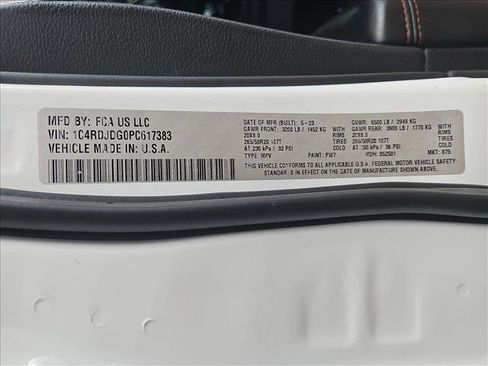 MFD BY: FCA US LLC
VIN: 1C4RDJDG0PC617383
VEHICLE MADE IN: U.S.A.
DATE OF MFR (BUILT): 5-23
GVWR: 6500 LB / 2949 KG
GAWR FRONT: 3200 LB / 1452 KG
WITH
GAWR REAR: 3900 LB / 1770 KG
WITH
20X8.0
RIMS
20X8.0
RIMS
265/50R20 107T
TIRES
265/50R20 107T
TIRES
AT 230 kPa / 33 PSI
COLD
AT 250 kPa / 36 PSI
COLD
TYPE: MPV
PAINT: PW7
MDH: 052501
MKT: 875
THIS VEHICLE CONFORMS TO ALL APPLICABLE U.S.A. FEDERAL MOTOR VEHICLE SAFETY
STANDARDS IN EFFECT ON THE DATE OF MANUFACTURE SHOWN ABOVE.